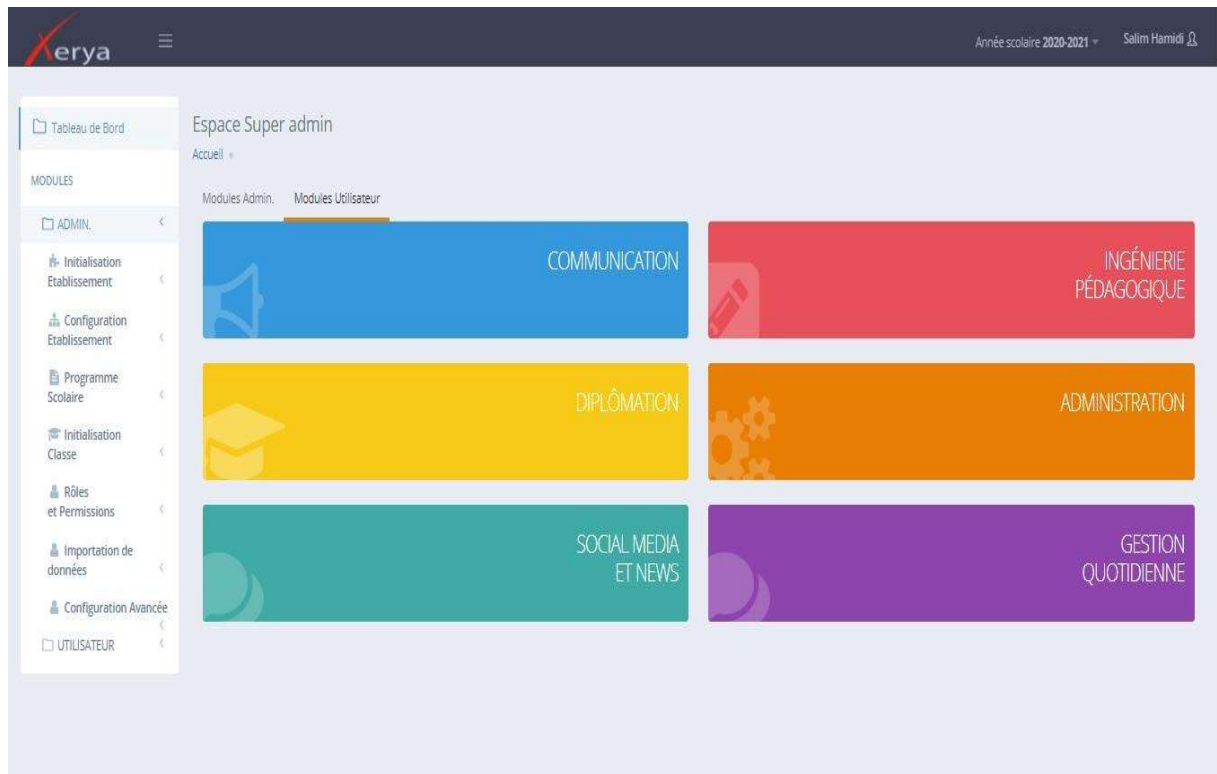 Xerya
Année scolaire 2020-2021
Salim Hamidi
Tableau de Bord
MODULES
ADMIN.
Initialisation
Etablissement
Configuration
Etablissement
Programme
Scolaire
Initialisation
Classe
Rôles
et Permissions
Importation de
données
Configuration Avancée
UTILISATEUR
Espace Super admin
Accueil
Modules Admin. Modules Utilisateur
COMMUNICATION
INGÉNIERIE
PÉDAGOGIQUE
DIPLÔMATION
ADMINISTRATION
SOCIAL MEDIA
ET NEWS
GESTION
QUOTIDIENNE